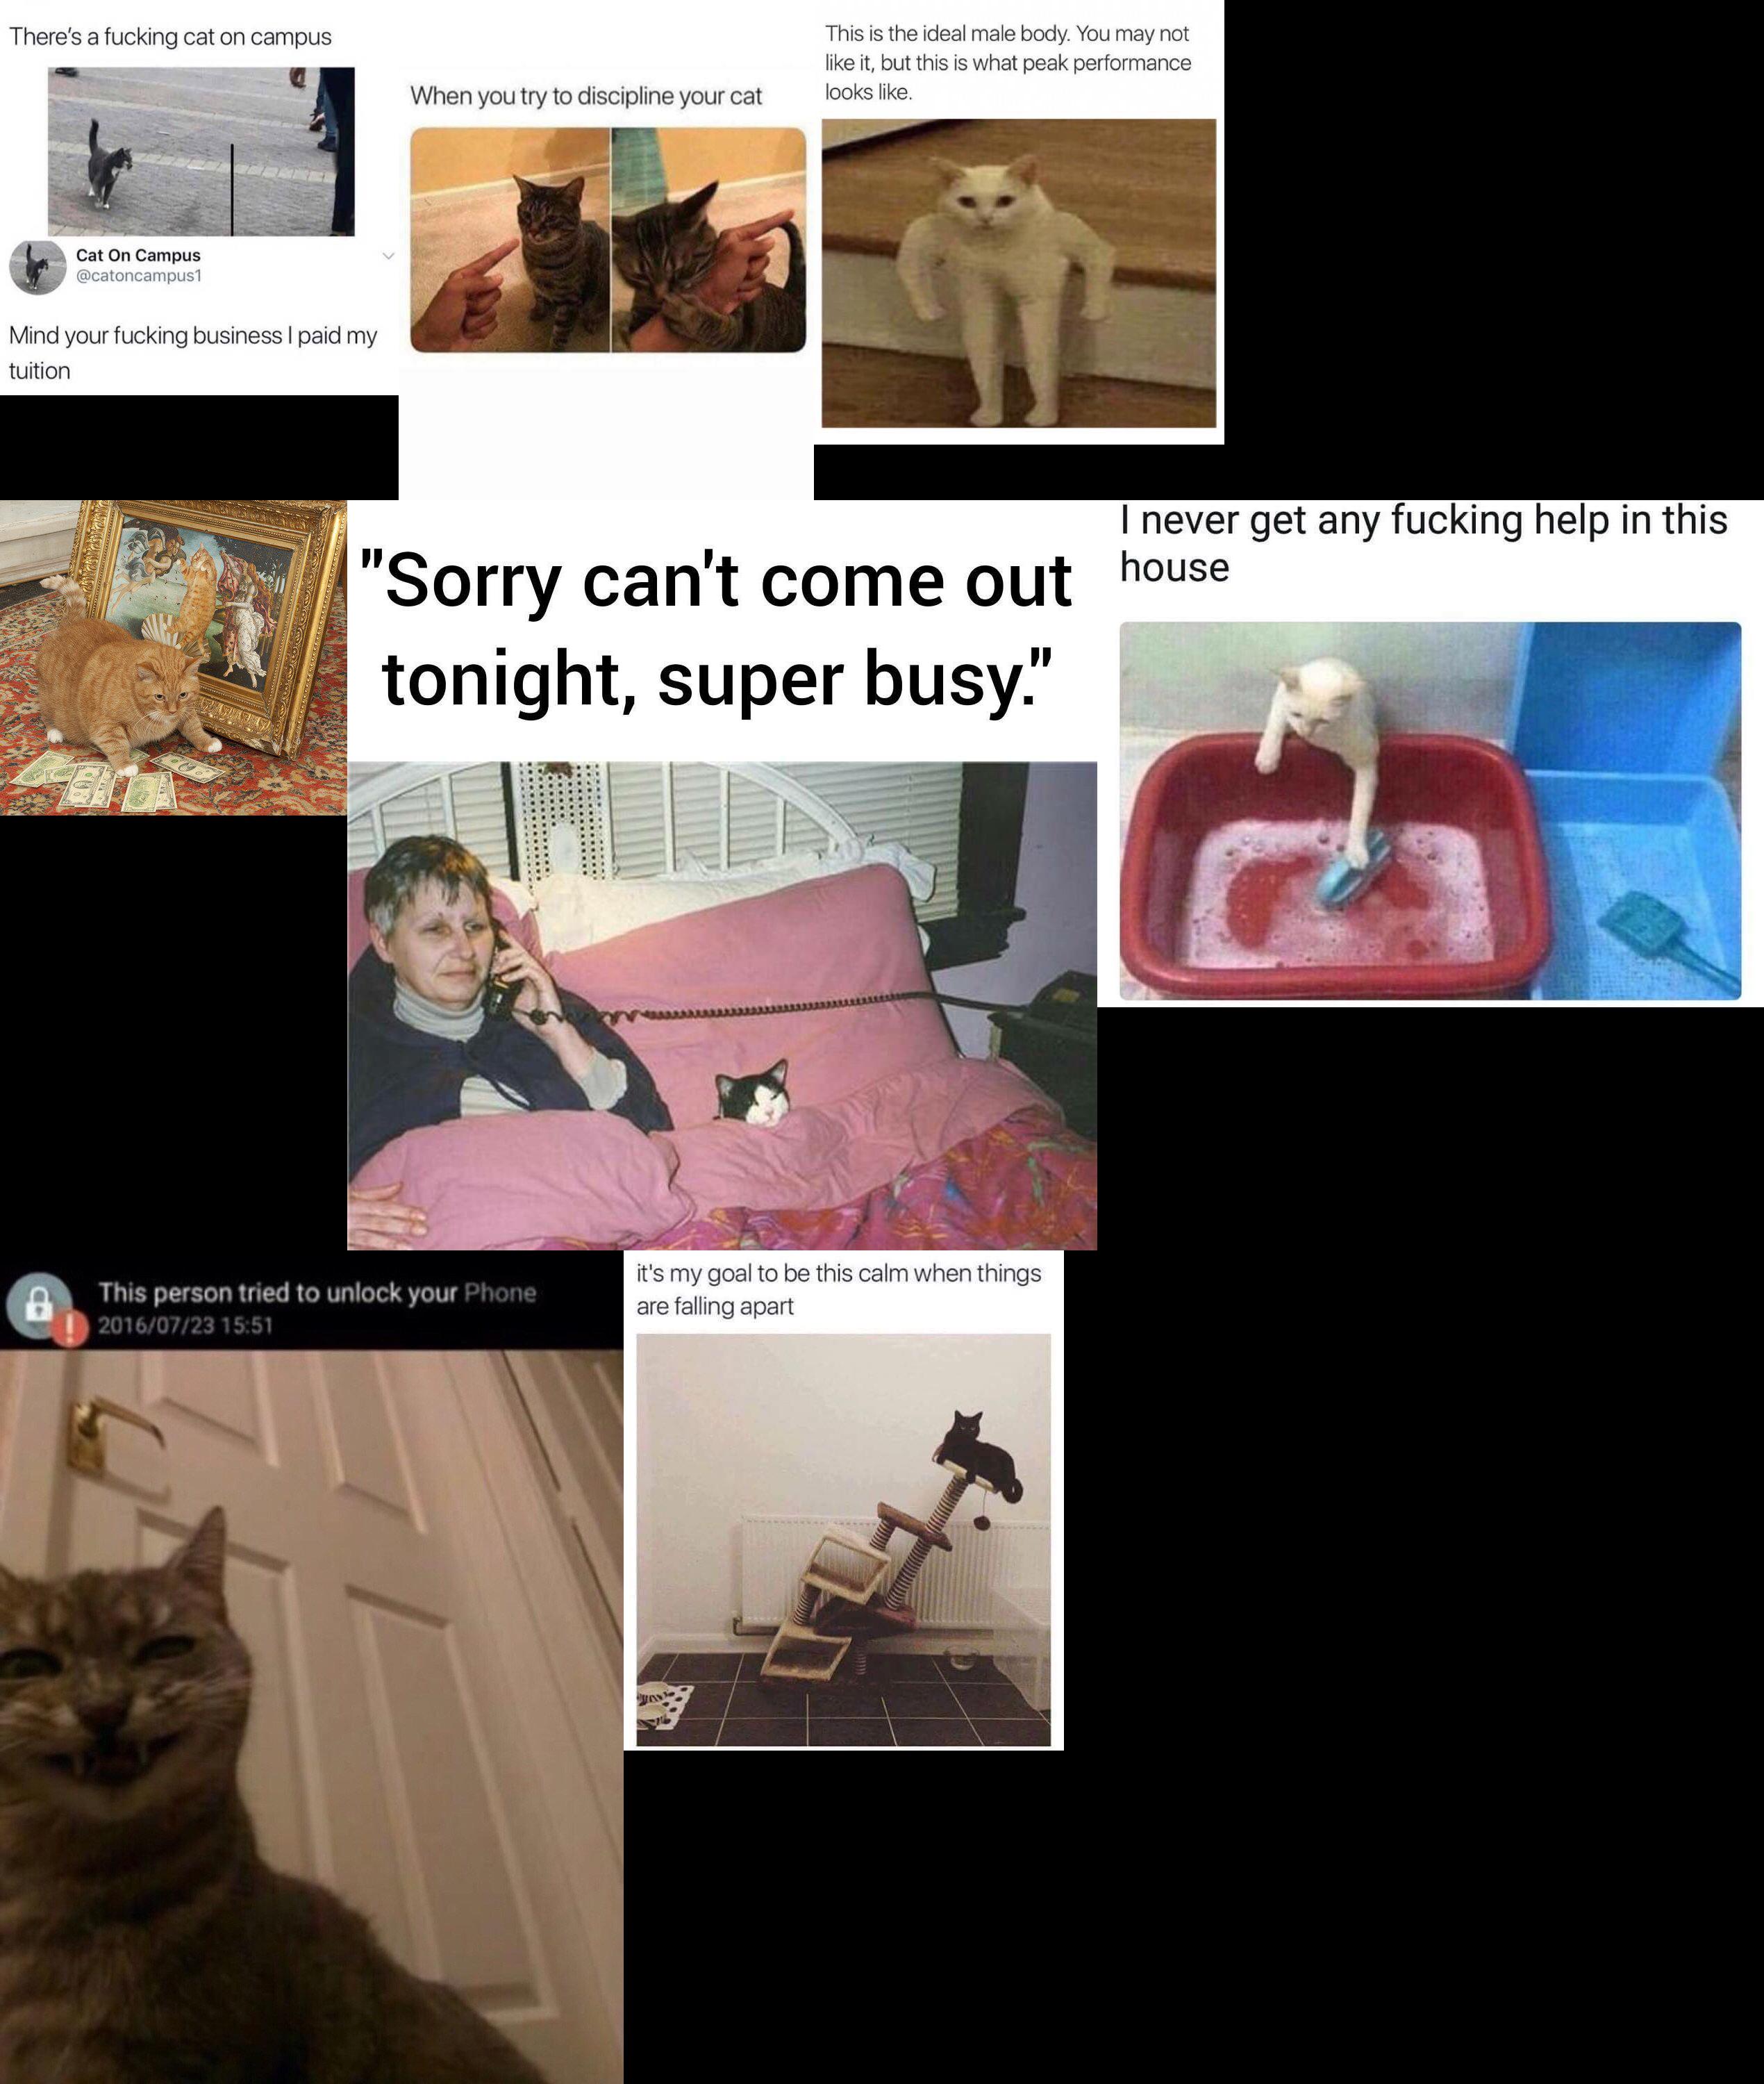 There's a fucking cat on campus
Cat On Campus
@catoncampus1
Mind your fucking business I paid my
tuition
When you try to discipline your cat
This is the ideal male body. You may not
like it, but this is what peak performance
looks like.
"Sorry can't come out
tonight, super busy."
I never get any fucking help in this
house
This person tried to unlock your Phone
2016/07/23 15:51
it's my goal to be this calm when things
are falling apart